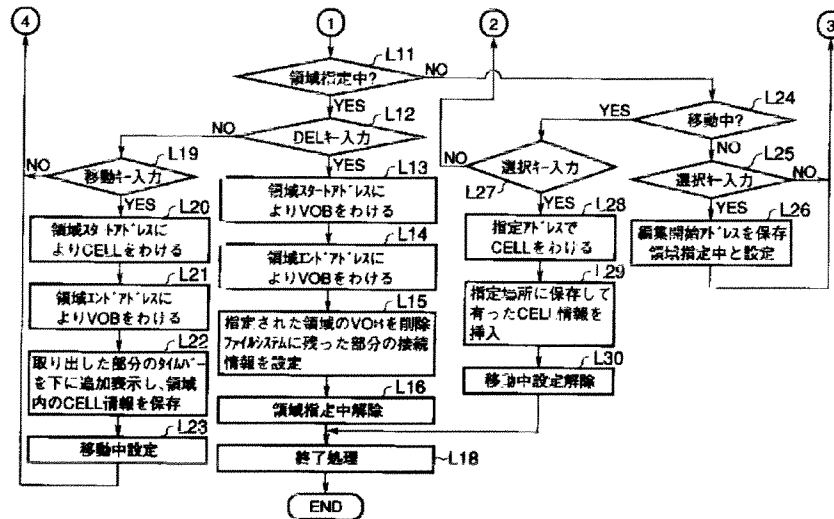 4
1
2
3
L11
領域指定中?
NO
YES
L12
DELキー入力
NO
YES
L13
領域スタートアドレスに
よりVOBをわける
L14
領域エンドアドレスに
よりVOBをわける
L15
指定された領域のVOBを削除
ファイルシステムに残った部分の接続
情報を設定
L16
領域指定中解除
終了処理
L18
END
L19
移動キー入力
NO
YES
L20
領域スタートアドレスに
よりCELLをわける
L21
領域エンドアドレスに
よりVOBをわける
L22
取り出した部分のタイムバー
を下に追加表示し、領域
内のCELL情報を保存
L23
移動中設定
L24
移動中?
YES
NO
L25
選択キー入力
NO
YES
L26
編集開始アドレスを保存
領域指定中と設定
選択キー入力
NO
L27
YES
L28
指定アドレスで
CELLをわける
L29
指定場所に保存して
有ったCELL情報を
挿入
L30
移動中設定解除